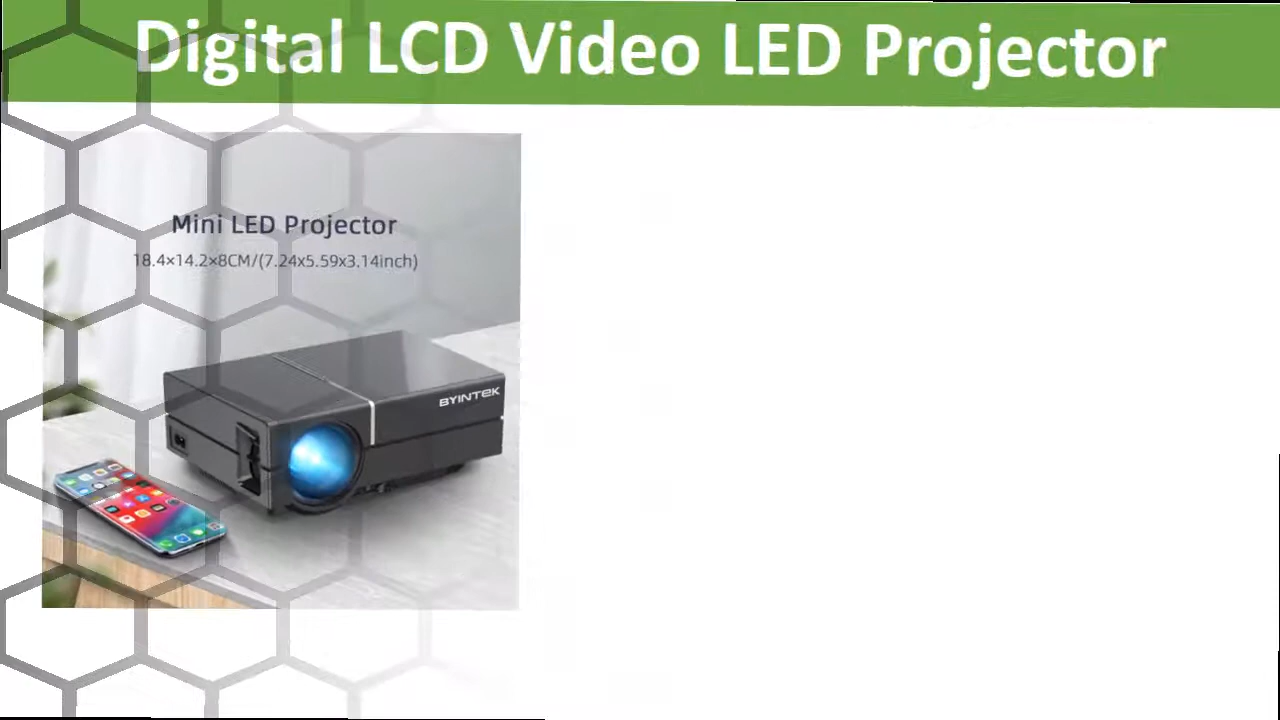 Digital LCD Video LED Projector
Mini LED Projector
18.4×14.2×8CM/(7.24x5.59x3.14inch)
BYINTEK